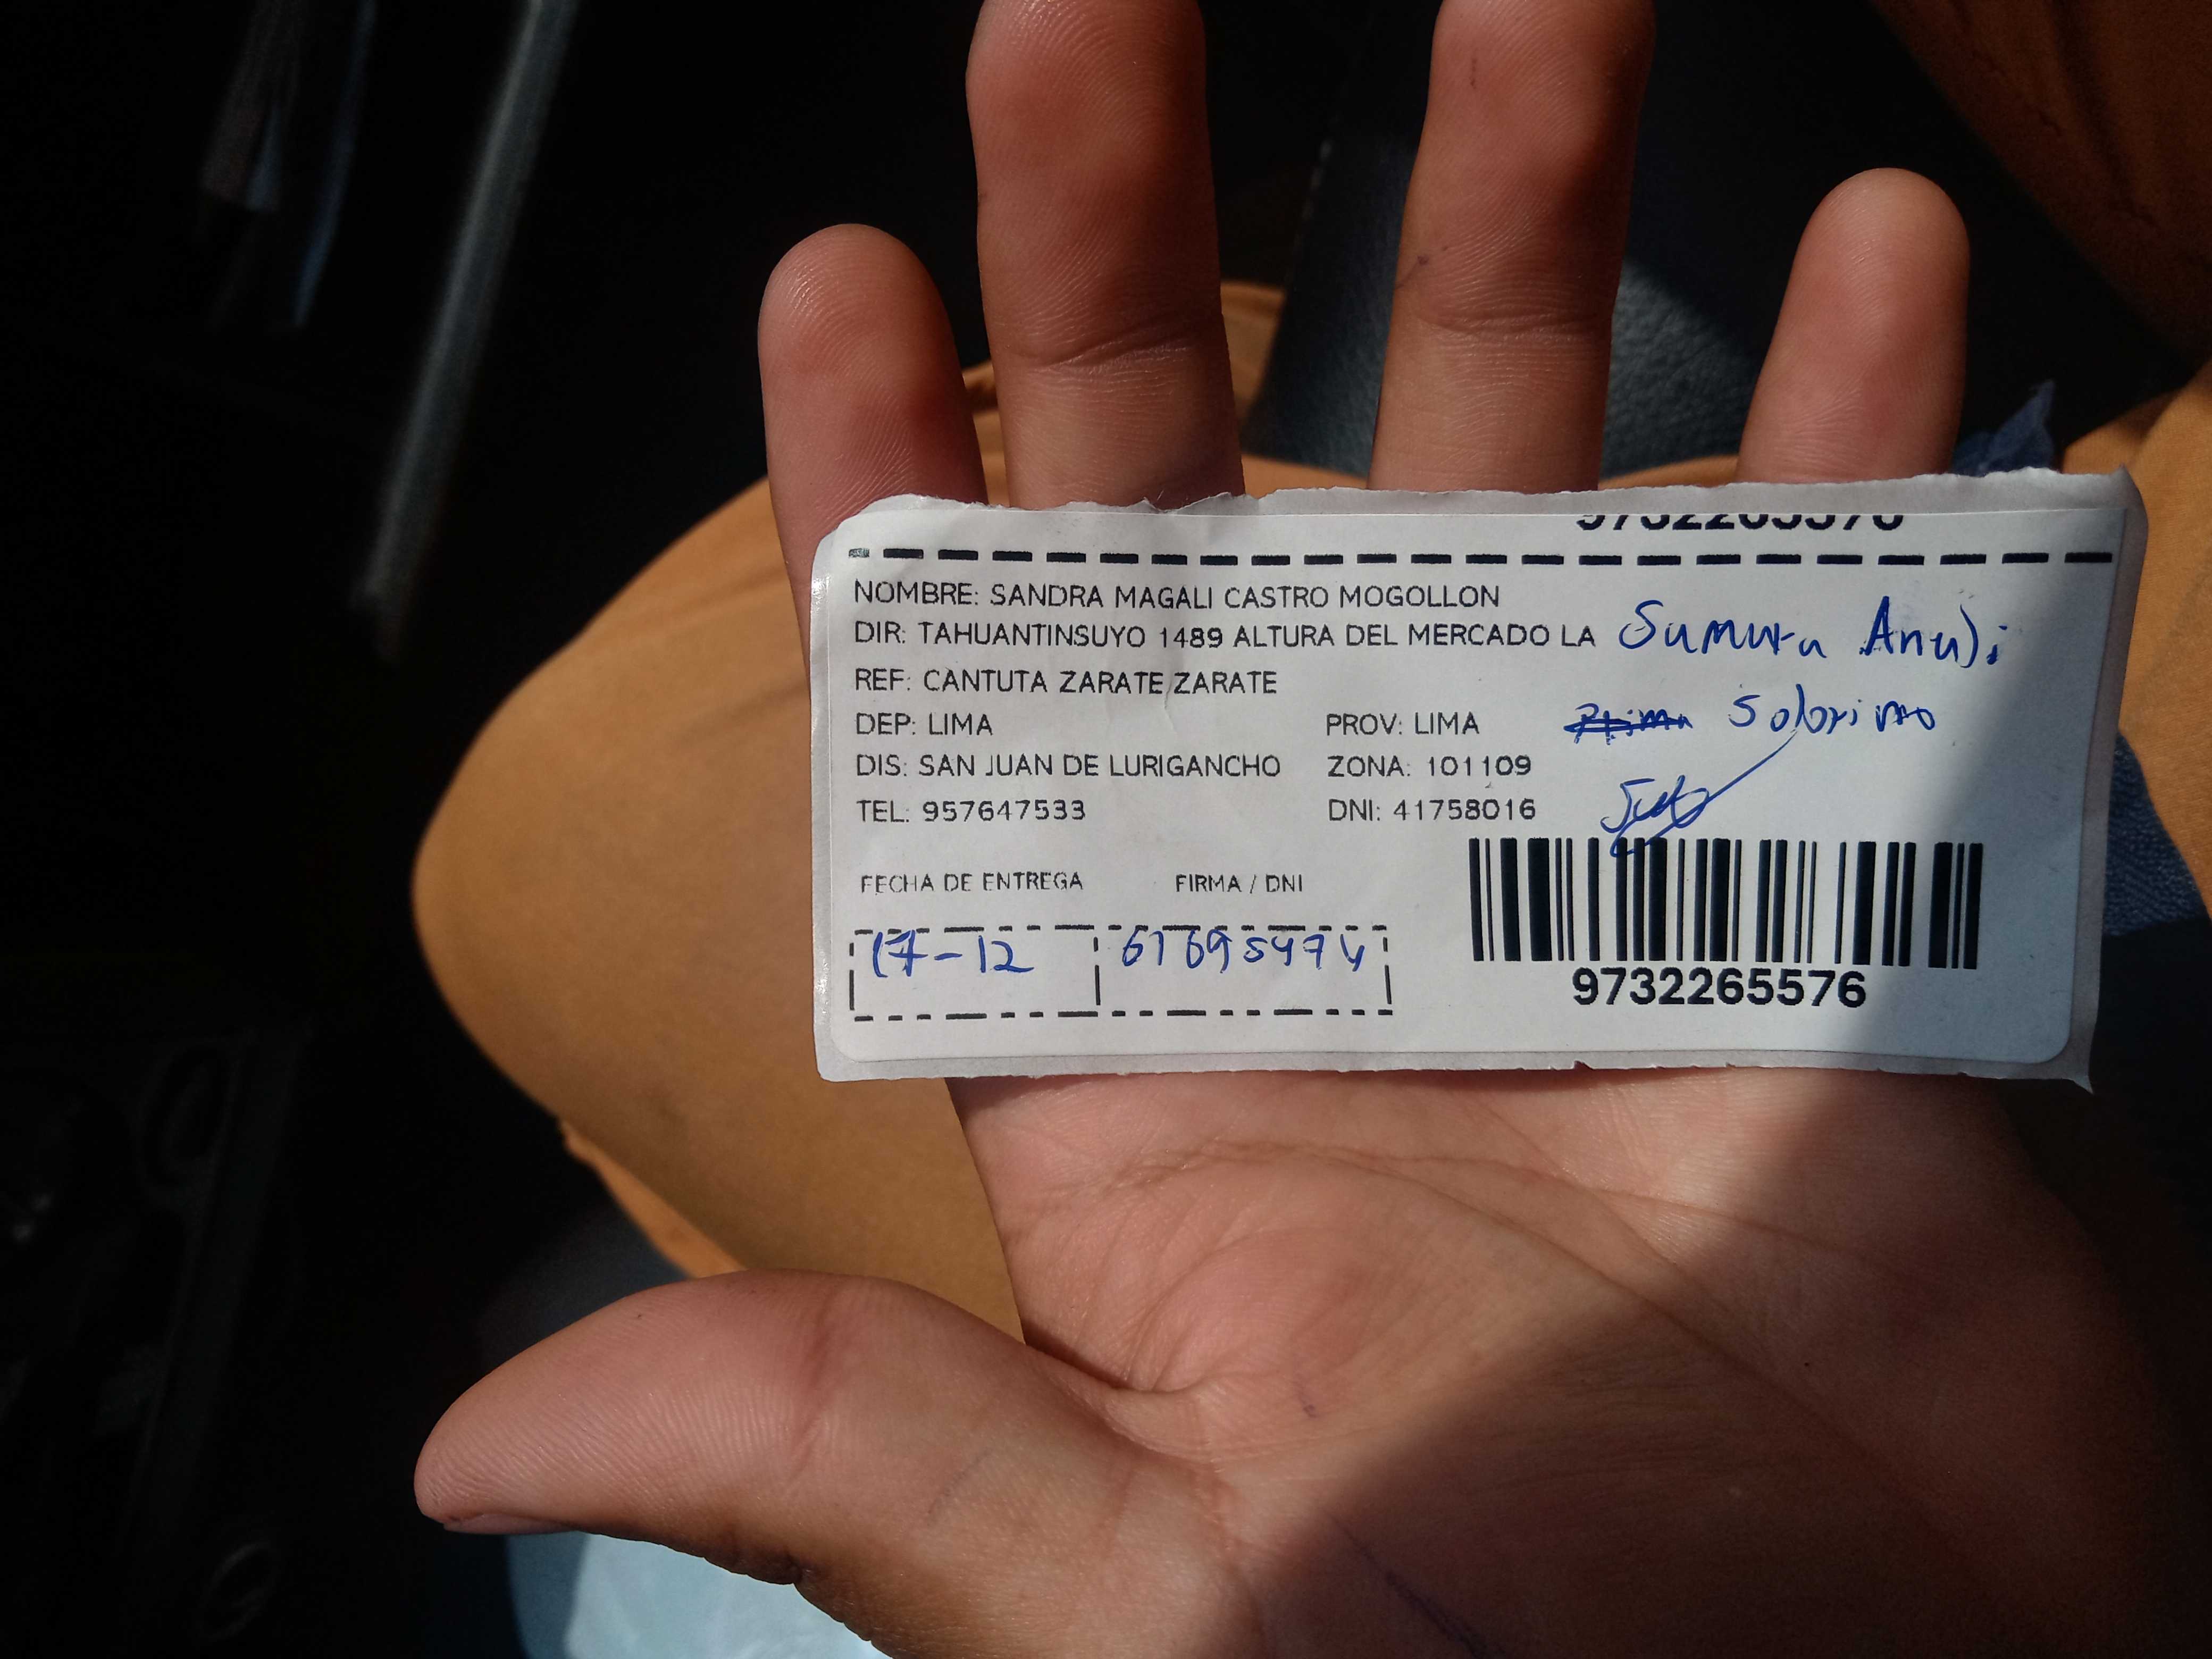 NOMBRE: SANDRA MAGALI CASTRO MOGOLLON
DIR: TAHUANTINSUYO 1489 ALTURA DEL MERCADO LA
REF: CANTUTA ZARATE ZARATE
DEP: LIMA PROV: LIMA
Sobrino
DIS: SAN JUAN DE LURIGANCHO ZONA: 101109
TEL: 957647533 DNI: 41758016
FECHA DE ENTREGA FIRMA / DNI
17-12
9732265576